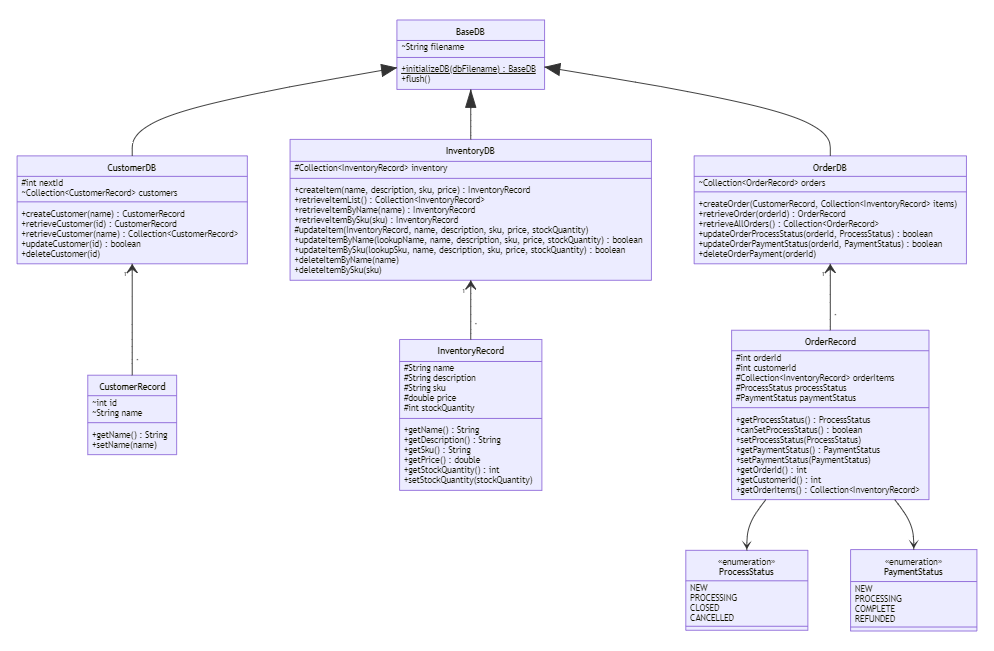 BaseDB
~String filename
+initializeDB(dbFilename) : BaseDB
+flush()
CustomerDB
#int nextId
~Collection<CustomerRecord> customers
+createCustomer(name) : CustomerRecord
+retrieveCustomer(id) : CustomerRecord
+retrieveCustomer(name) : Collection<CustomerRecord>
+updateCustomer(id) : boolean
+deleteCustomer(id)
InventoryDB
#Collection<InventoryRecord> inventory
+createItem(name, description, sku, price) : InventoryRecord
+retrieveItemList() : Collection<InventoryRecord>
+retrieveItemByName(name) : InventoryRecord
+retrieveItemBySku(sku) : InventoryRecord
#updateItem(InventoryRecord, name, description, sku, price, stockQuantity)
+updateItemByName(lookupName, name, description, sku, price, stockQuantity) : boolean
+updateItemBySku(lookupSku, name, description, sku, price, stockQuantity) : boolean
+deleteItemByName(name)
+deleteItemBySku(sku)
OrderDB
~Collection<OrderRecord> orders
+createOrder(CustomerRecord, Collection<InventoryRecord> items)
+retrieveOrder(orderId) : OrderRecord
+retrieveAllOrders() : Collection<OrderRecord>
+updateOrderProcessStatus(orderId, ProcessStatus) : boolean
+updateOrderPaymentStatus(orderId, PaymentStatus) : boolean
+deleteOrderPayment(orderId)
1
1
1
CustomerRecord
~int id
~String name
+getName() : String
+setName(name)
InventoryRecord
#String name
#String description
#String sku
#double price
#int stockQuantity
+getName() : String
+getDescription() : String
+getSku() : String
+getPrice() : double
+getStockQuantity() : int
+setStockQuantity(stockQuantity)
OrderRecord
#int orderId
#int customerId
#Collection<InventoryRecord> orderItems
#ProcessStatus processStatus
#PaymentStatus paymentStatus
+getProcessStatus() : ProcessStatus
+canSetProcessStatus() : boolean
+setProcessStatus(ProcessStatus)
+getPaymentStatus() : PaymentStatus
+setPaymentStatus(PaymentStatus)
+getOrderId() : int
+getCustomerId() : int
+getOrderItems() : Collection<InventoryRecord>
«enumeration»
ProcessStatus
NEW
PROCESSING
CLOSED
CANCELLED
«enumeration»
PaymentStatus
NEW
PROCESSING
COMPLETE
REFUNDED